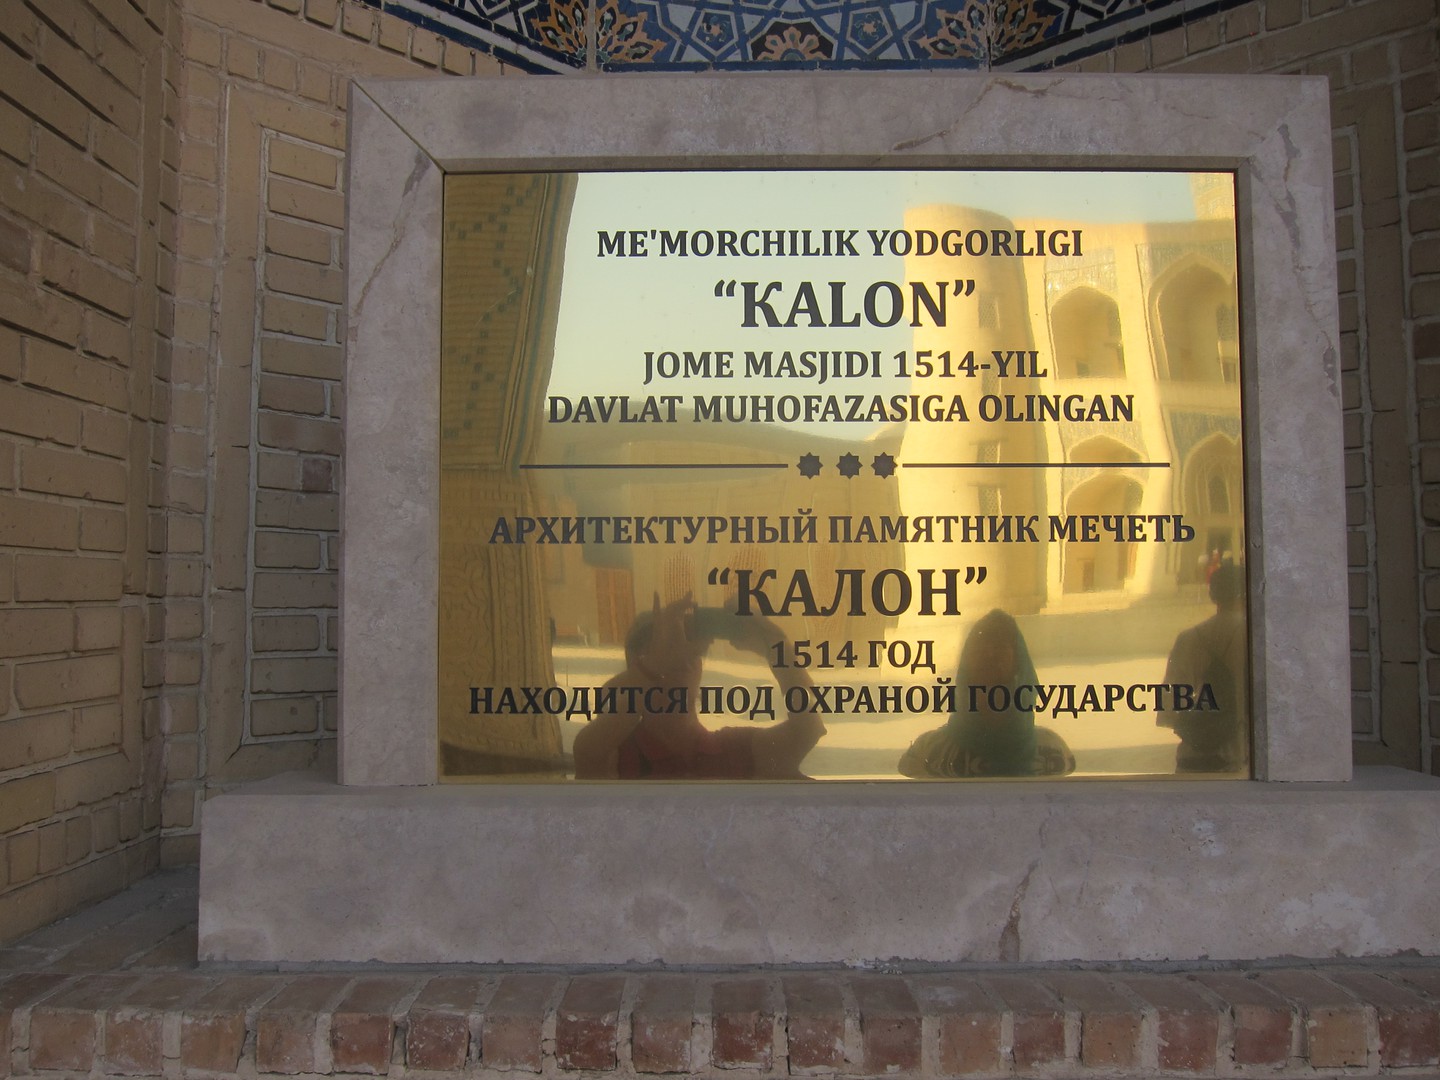 ME'MORCHILIK YODGORLIGI
“KALON”
JOME MASJIDI 1514-YIL
DAVLAT MUHOFAZASIGA OLINGAN
АРХИТЕКТУРНЫЙ ПАМЯТНИК МЕЧЕТЬ
“КАЛОН”
1514 ГОД
НАХОДИТСЯ ПОД ОХРАНОЙ ГОСУДАРСТВА